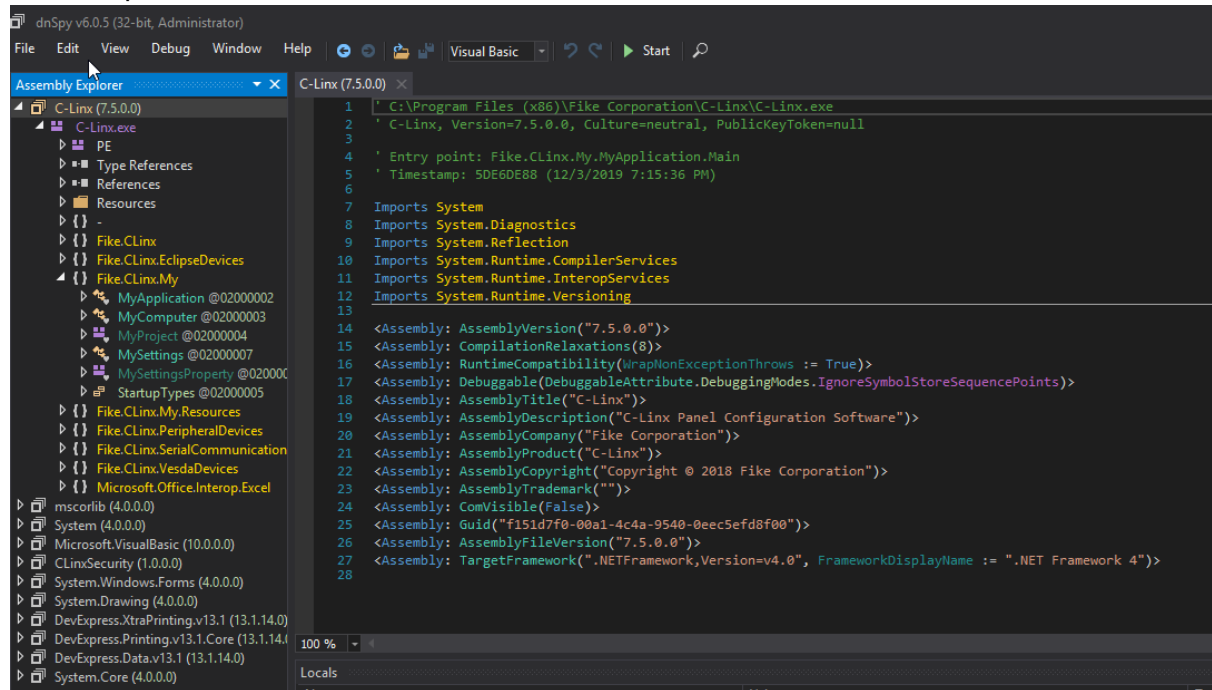 dnSpy v6.0.5 (32-bit, Administrator)
File Edit View Debug Window Help Visual Basic Start
Assembly Explorer
C-Linx (7.5.0.0)
C-Linx.exe
PE
Type References
References
Resources
{} -
{} Fike.CLinx
{} Fike.CLinx.EclipseDevices
{} Fike.CLinx.My
MyApplication @02000002
MyComputer @02000003
MyProject @02000004
MySettings @02000007
MySettingsProperty @020000
StartupTypes @02000005
{} Fike.CLinx.My.Resources
{} Fike.CLinx.PeripheralDevices
{} Fike.CLinx.SerialCommunication
{} Fike.CLinx.VesdaDevices
{} Microsoft.Office.Interop.Excel
mscorlib (4.0.0.0)
System (4.0.0.0)
Microsoft.VisualBasic (10.0.0.0)
CLinxSecurity (1.0.0.0)
System.Windows.Forms (4.0.0.0)
System.Drawing (4.0.0.0)
DevExpress.XtraPrinting.v13.1 (13.1.14.0)
DevExpress.Printing.v13.1.Core (13.1.14.
DevExpress.Data.v13.1 (13.1.14.0)
System.Core (4.0.0.0)
C-Linx (7.5.0.0)
1 ' C:\Program Files (x86)\Fike Corporation\C-Linx\C-Linx.exe
2 ' C-Linx, Version=7.5.0.0, Culture=neutral, PublicKeyToken=null
3
4 ' Entry point: Fike.CLinx.My.MyApplication.Main
5 ' Timestamp: 5DE6DE88 (12/3/2019 7:15:36 PM)
6
7 Imports System
8 Imports System.Diagnostics
9 Imports System.Reflection
10 Imports System.Runtime.CompilerServices
11 Imports System.Runtime.InteropServices
12 Imports System.Runtime.Versioning
13
14 <Assembly: AssemblyVersion("7.5.0.0")>
15 <Assembly: CompilationRelaxations(8)>
16 <Assembly: RuntimeCompatibility(WrapNonExceptionThrows := True)>
17 <Assembly: Debuggable(DebuggableAttribute.DebuggingModes.IgnoreSymbolStoreSequencePoints)>
18 <Assembly: AssemblyTitle("C-Linx")>
19 <Assembly: AssemblyDescription("C-Linx Panel Configuration Software")>
20 <Assembly: AssemblyCompany("Fike Corporation")>
21 <Assembly: AssemblyProduct("C-Linx")>
22 <Assembly: AssemblyCopyright("Copyright © 2018 Fike Corporation")>
23 <Assembly: AssemblyTrademark("")>
24 <Assembly: ComVisible(False)>
25 <Assembly: Guid("f151d7f0-00a1-4c4a-9540-0eec5efd8f00")>
26 <Assembly: AssemblyFileVersion("7.5.0.0")>
27 <Assembly: TargetFramework(".NETFramework,Version=v4.0", FrameworkDisplayName := ".NET Framework 4")>
28
100 %
Locals